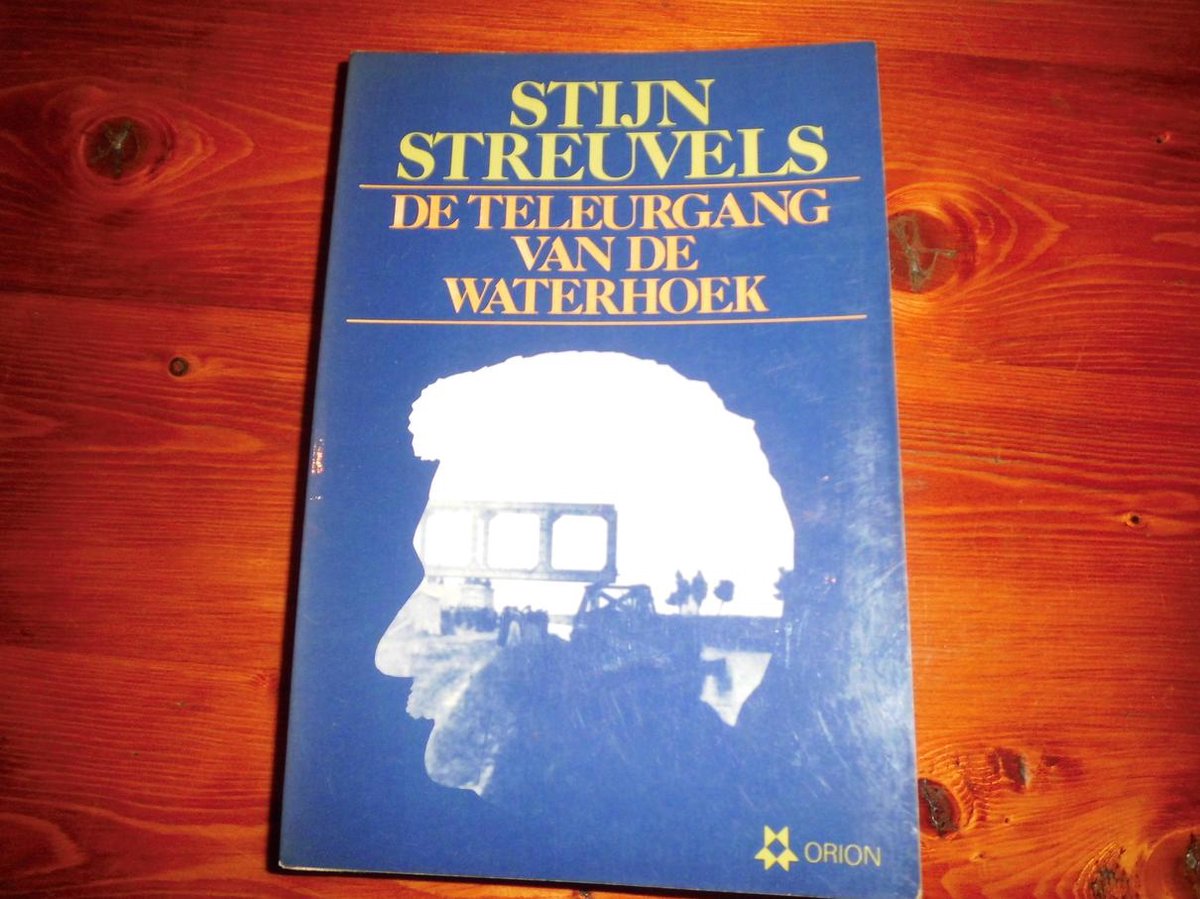 STIJN
STREUVELS
DE TELEURGANG
VAN DE
WATERHOEK
ORION